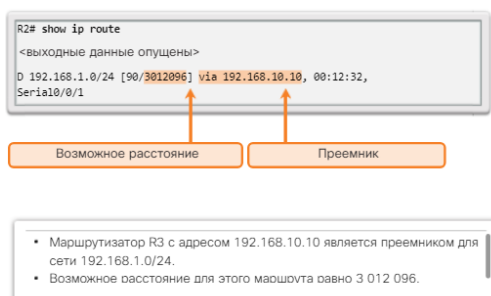 R2# show ip route
<выходные данные опущены>
D 192.168.1.0/24 [90/3012096] via 192.168.10.10, 00:12:32,
Serial0/0/1
Возможное расстояние
Преемник
• Маршрутизатор R3 с адресом 192.168.10.10 является преемником для
сети 192.168.1.0/24.
• Возможное расстояние для этого маршрута равно 3 012 096.